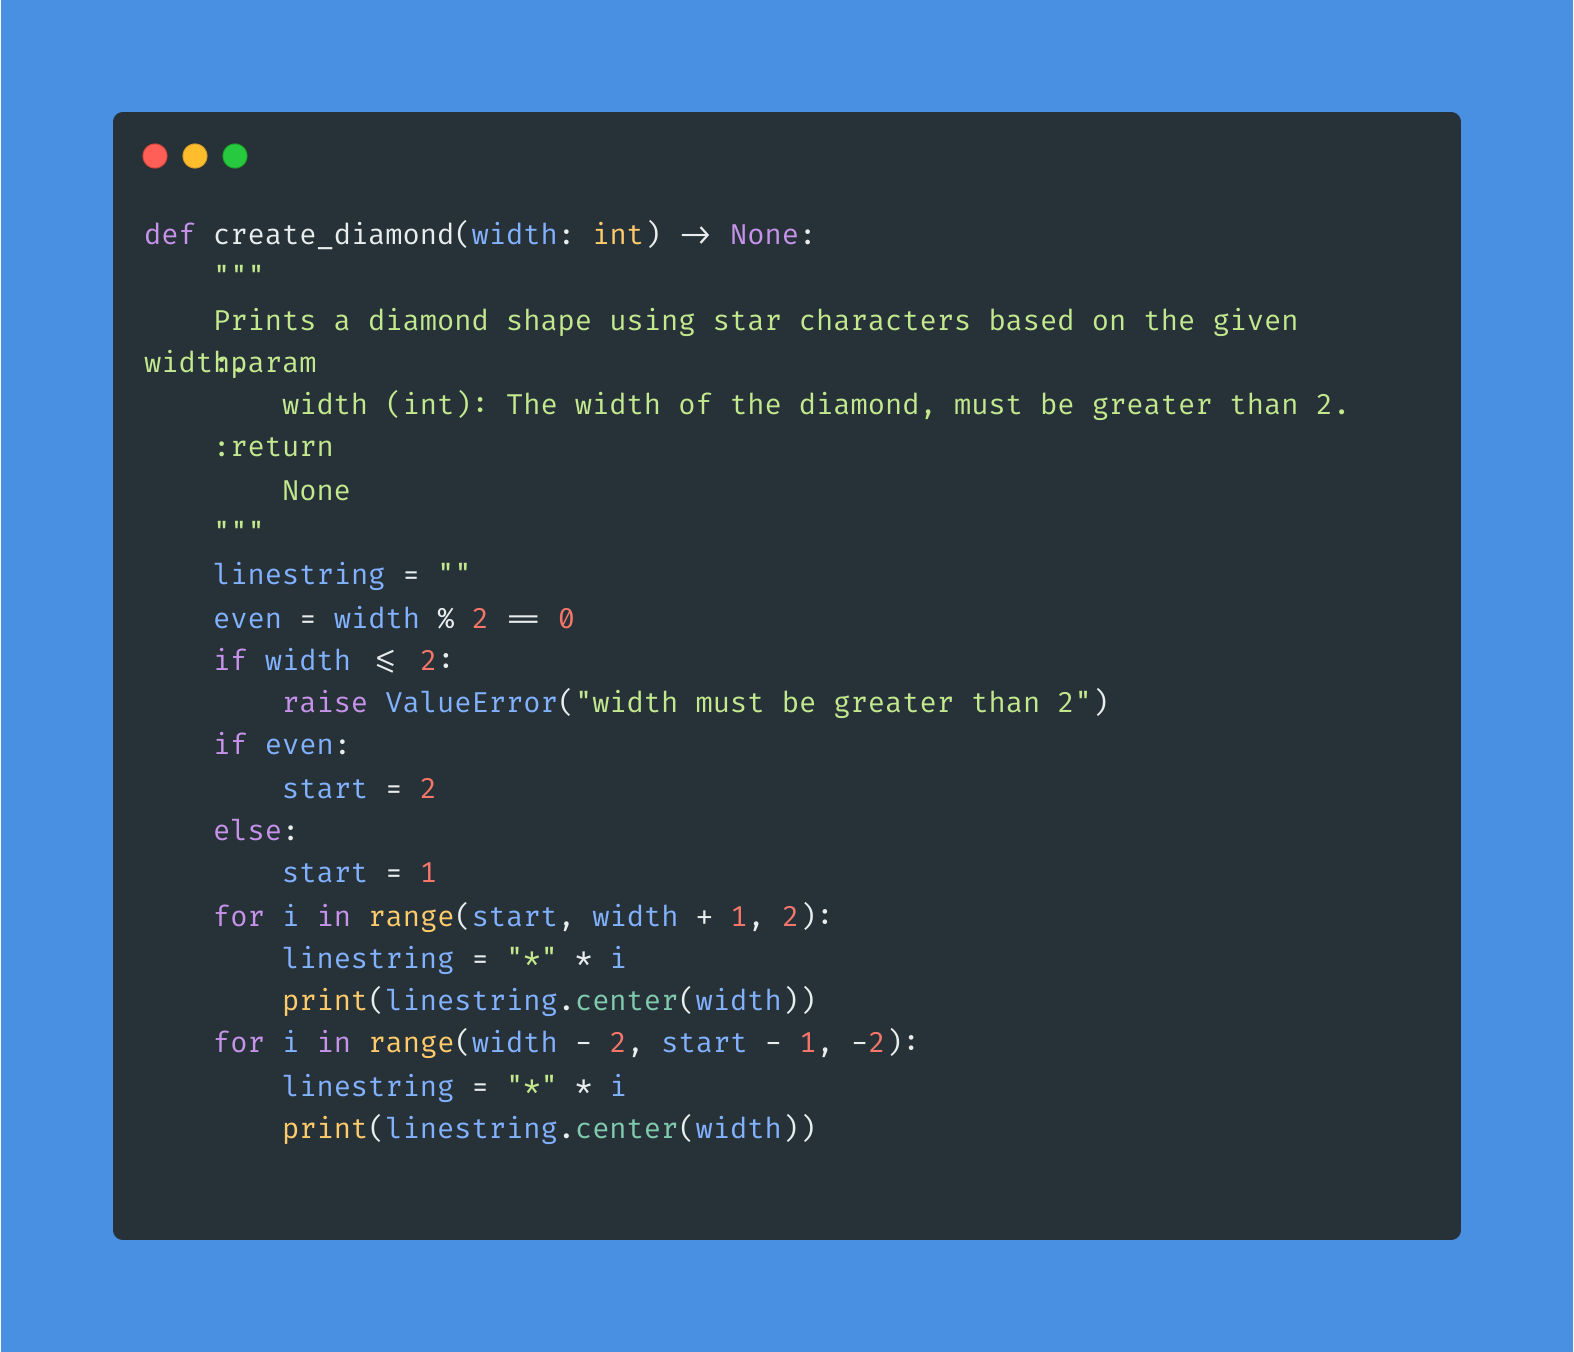 def create_diamond(width: int) -> None:
    """
    Prints a diamond shape using star characters based on the given
width.
    :param
        width (int): The width of the diamond, must be greater than 2.
    :return
        None
    """
    linestring = ""
    even = width % 2 == 0
    if width <= 2:
        raise ValueError("width must be greater than 2")
    if even:
        start = 2
    else:
        start = 1
    for i in range(start, width + 1, 2):
        linestring = "*" * i
        print(linestring.center(width))
    for i in range(width - 2, start - 1, -2):
        linestring = "*" * i
        print(linestring.center(width))